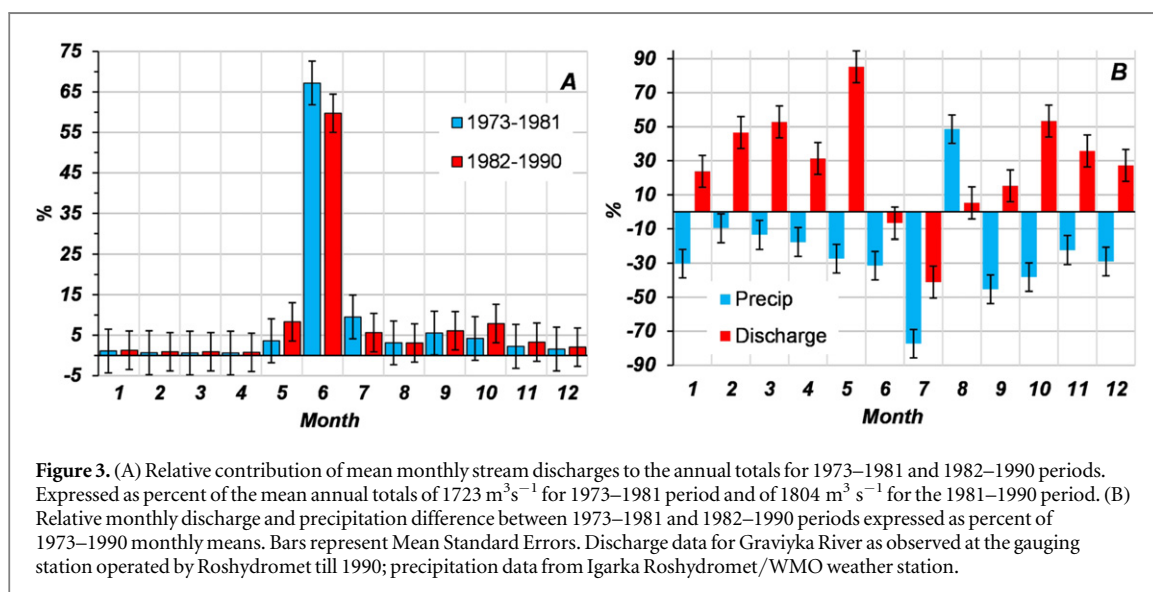 75
65
55
45
35
25
15
5
-5
%
A
1973-1981
1982-1990
1 2 3 4 5 6 7 8 9 10 11 12
Month
90
70
50
30
10
-10
-30
-50
-70
-90
%
B
Precip
Discharge
1 2 3 4 5 6 7 8 9 10 11 12
Month
Figure 3. (A) Relative contribution of mean monthly stream discharges to the annual totals for 1973–1981 and 1982–1990 periods.
Expressed as percent of the mean annual totals of 1723 m³s⁻¹ for 1973–1981 period and of 1804 m³ s⁻¹ for the 1981–1990 period. (B)
Relative monthly discharge and precipitation difference between 1973–1981 and 1982–1990 periods expressed as percent of
1973–1990 monthly means. Bars represent Mean Standard Errors. Discharge data for Graviyka River as observed at the gauging
station operated by Roshydromet till 1990; precipitation data from Igarka Roshydromet/WMO weather station.